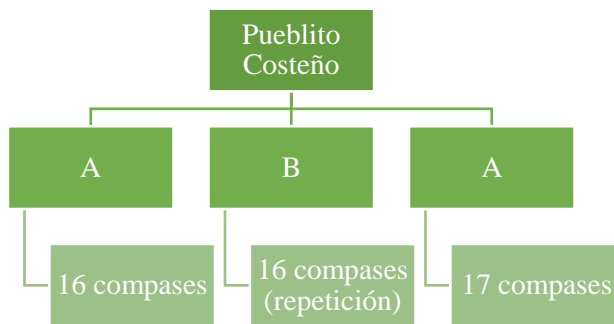 Pueblito
Costeño
A
B
A
16 compases
16 compases
(repetición)
17 compases